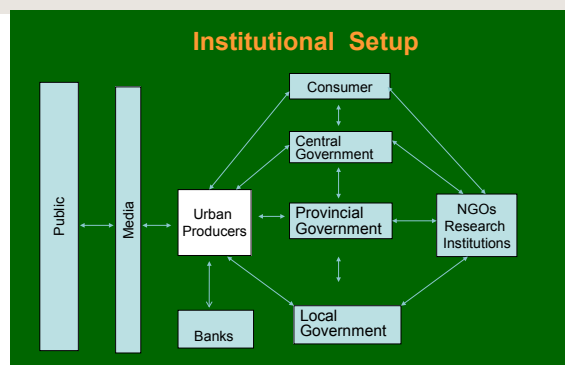 Institutional Setup
Public
Media
Urban
Producers
Banks
Consumer
Central
Government
Provincial
Government
Local
Government
NGOs
Research
Institutions